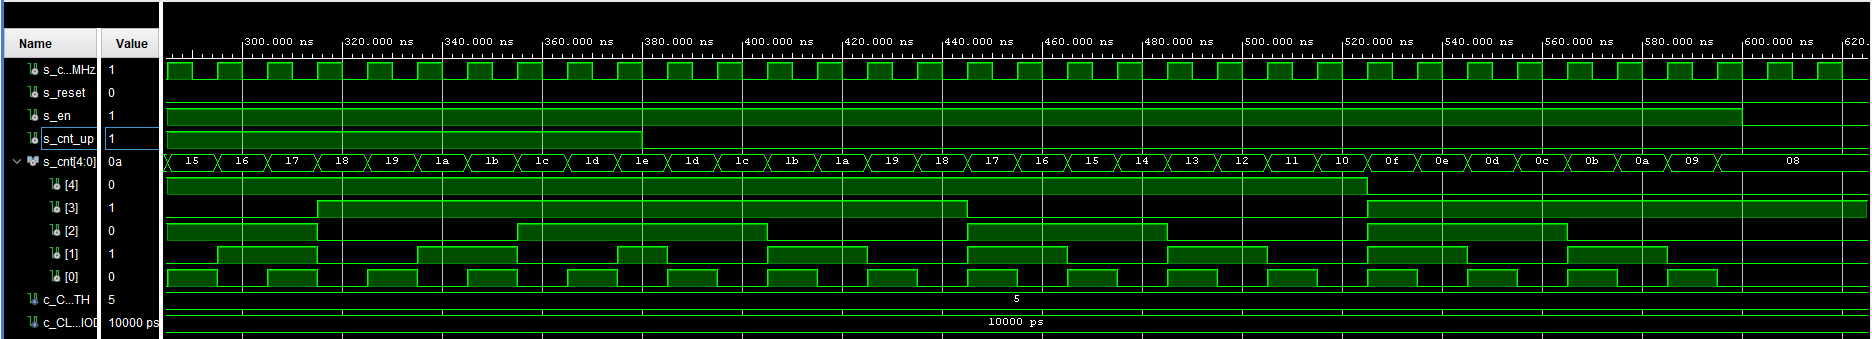 Name Value
300.000 ns 320.000 ns 340.000 ns 360.000 ns 380.000 ns 400.000 ns 420.000 ns 440.000 ns 460.000 ns 480.000 ns 500.000 ns 520.000 ns 540.000 ns 560.000 ns 580.000 ns 600.000 ns 620.
s_c...MHz 1
s_reset 0
s_en 1
s_cnt_up 1
s_cnt[4:0] 0a 15 16 17 18 19 1a 1b 1c 1d 1e 1d 1c 1b 1a 19 18 17 16 15 14 13 12 11 10 0f 0e 0d 0c 0b 0a 09 08
[4] 0
[3] 1
[2] 0
[1] 1
[0] 0
c_C...TH 5 5
c_CL...IOD 10000 ps 10000 ps